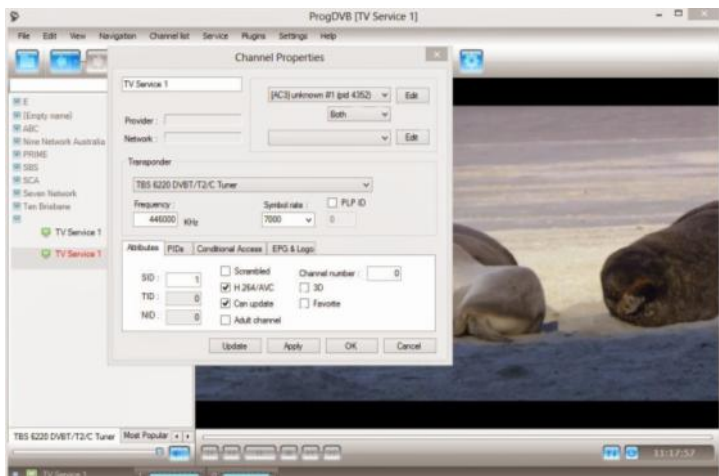 ProgDVB [TV Service 1]
File Edit View Navigation Channel list Service Plugins Settings Help
Channel Properties
TV Service 1
[AC3] unknown #1 (pid 4352) Edit
Both
Provider :
Network : Edit
Transponder
TBS 6220 DVBT/T2/C Tuner
Frequency : Symbol rate : PLP ID
446000 KHz 7000 0
Attributes PIDs Conditional Access EPG & Logo
SID : 1 Scrambled Channel number : 0
H.264/AVC 3D
TID : 0 Can update Favorite
NID : 0 Adult channel
Update Apply OK Cancel
E
(Empty name)
ABC
Nine Network Australia
PRIME
SBS
SCA
Seven Network
Ten Brisbane
TV Service 1
TV Service 1
TBS 6220 DVBT/T2/C Tuner Most Popular
11:17:57
TV Service 1